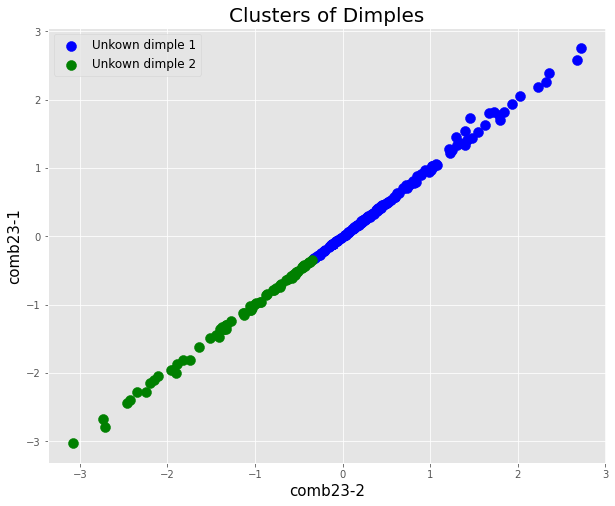 Clusters of Dimples
Unkown dimple 1
Unkown dimple 2
3
2
1
0
−1
−2
−3
comb23-1
−3
−2
−1
0
1
2
3
comb23-2